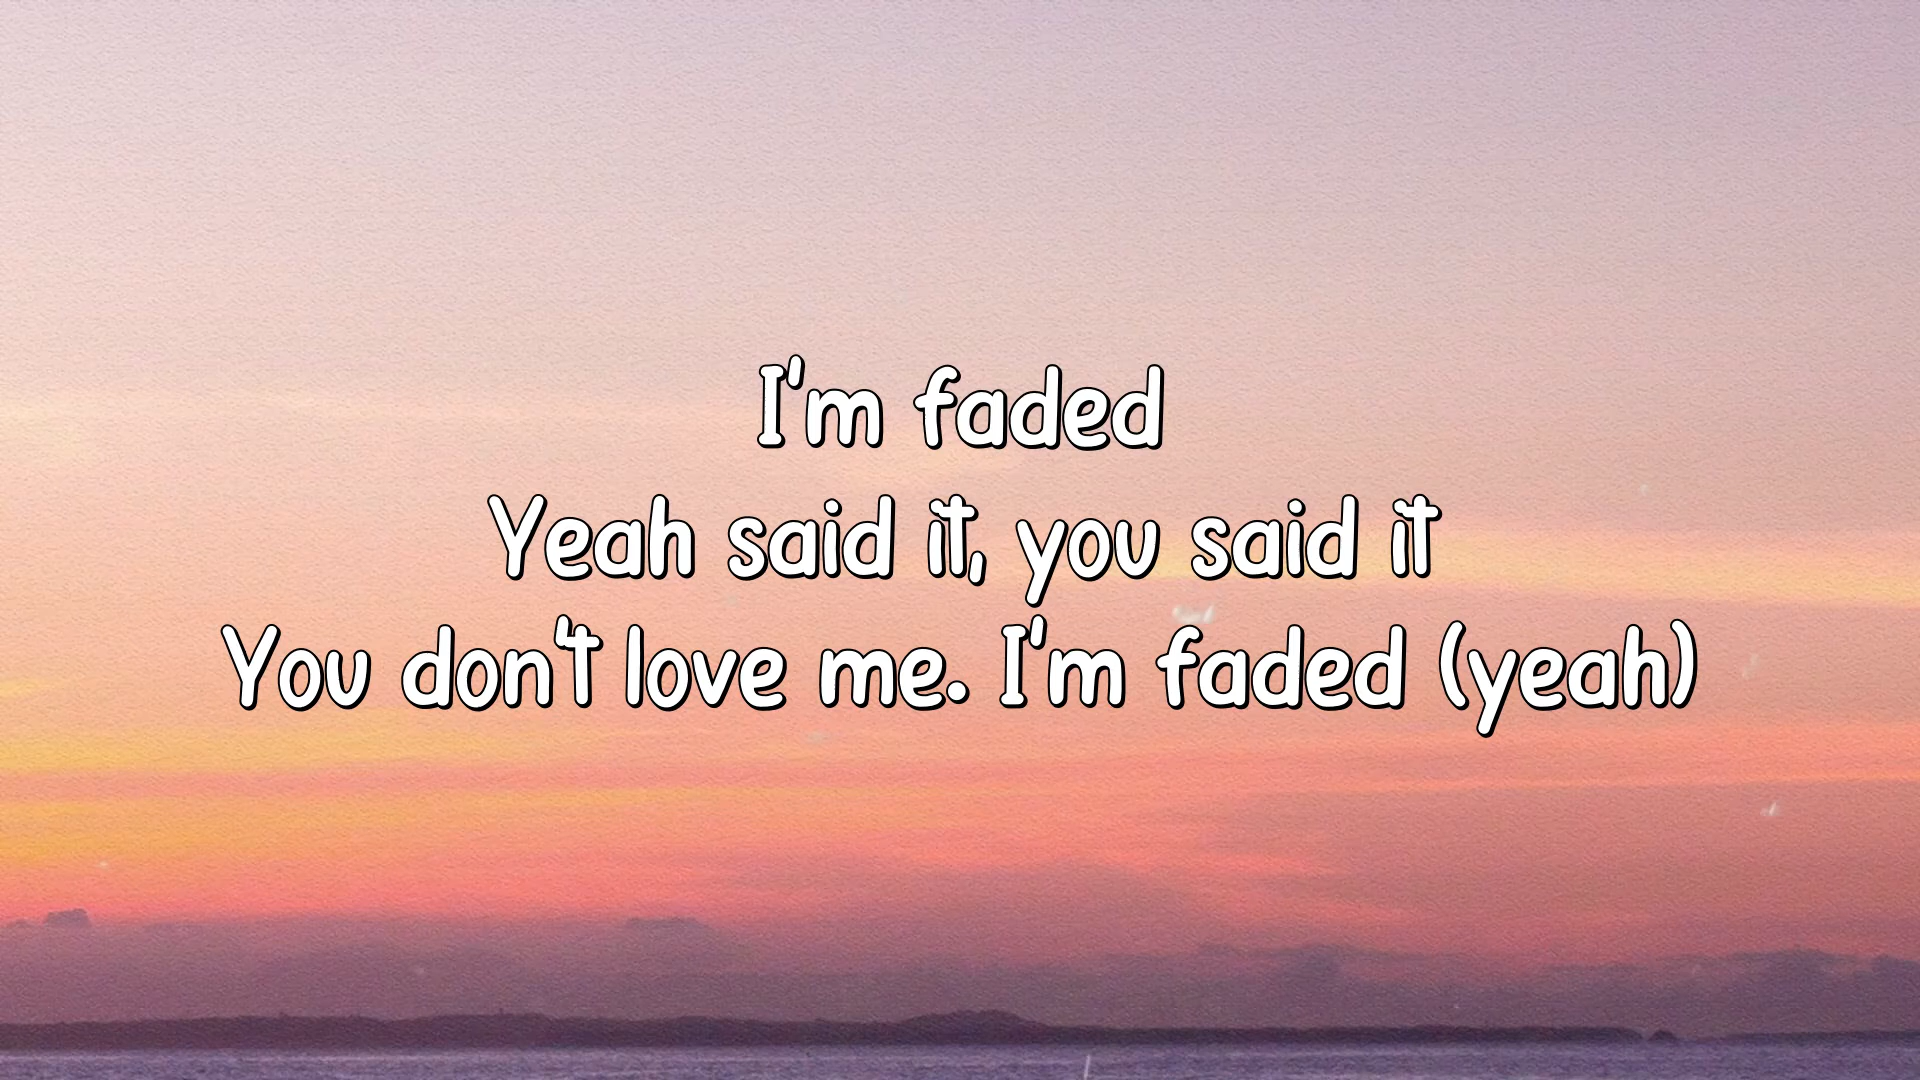 I'm faded
Yeah said it, you said it
You don't love me. I'm faded (yeah)